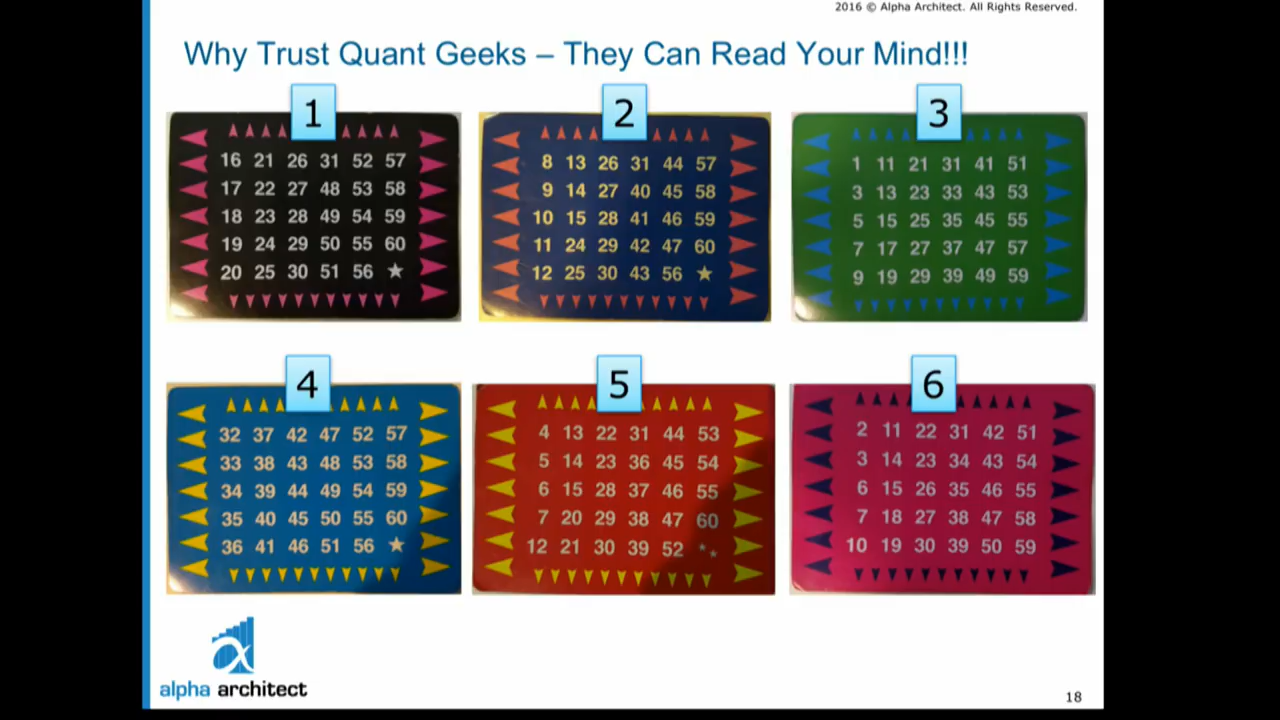 2016 © Alpha Architect. All Rights Reserved.
Why Trust Quant Geeks – They Can Read Your Mind!!!
1
16 21 26 31 52 57
17 22 27 48 53 58
18 23 28 49 54 59
19 24 29 50 55 60
20 25 30 51 56 ★
2
8 13 26 31 44 57
9 14 27 40 45 58
10 15 28 41 46 59
11 24 29 42 47 60
12 25 30 43 56 ★
3
1 11 21 31 41 51
3 13 23 33 43 53
5 15 25 35 45 55
7 17 27 37 47 57
9 19 29 39 49 59
4
32 37 42 47 52 57
33 38 43 48 53 58
34 39 44 49 54 59
35 40 45 50 55 60
36 41 46 51 56 ★
5
4 13 22 31 44 53
5 14 23 36 45 54
6 15 28 37 46 55
7 20 29 38 47 60
12 21 30 39 52 ★★
6
2 11 22 31 42 51
3 14 23 34 43 54
6 15 26 35 46 55
7 18 27 38 47 58
10 19 30 39 50 59
alpha architect
18